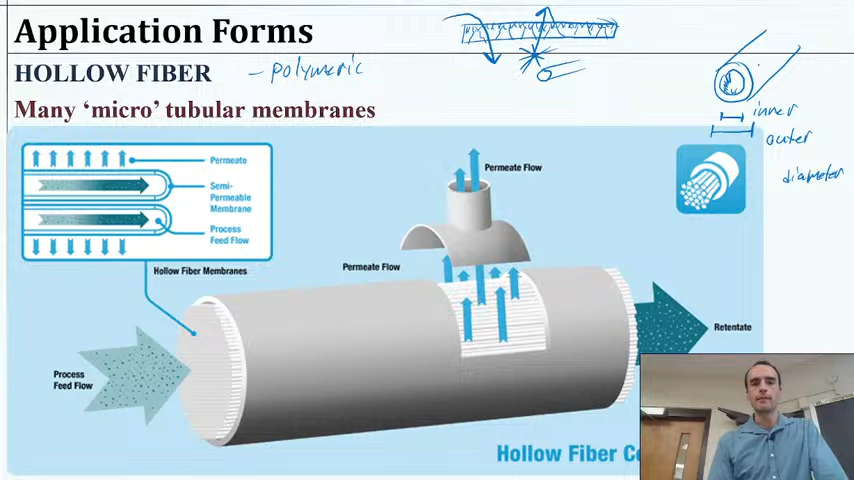 Application Forms
HOLLOW FIBER
- polymeric
Many ‘micro’ tubular membranes
inner
outer
diameter
Permeate
Semi-
Permeable
Membrane
Process
Feed Flow
Hollow Fiber Membranes
Permeate Flow
Permeate Flow
Process
Feed Flow
Retentate
Hollow Fiber